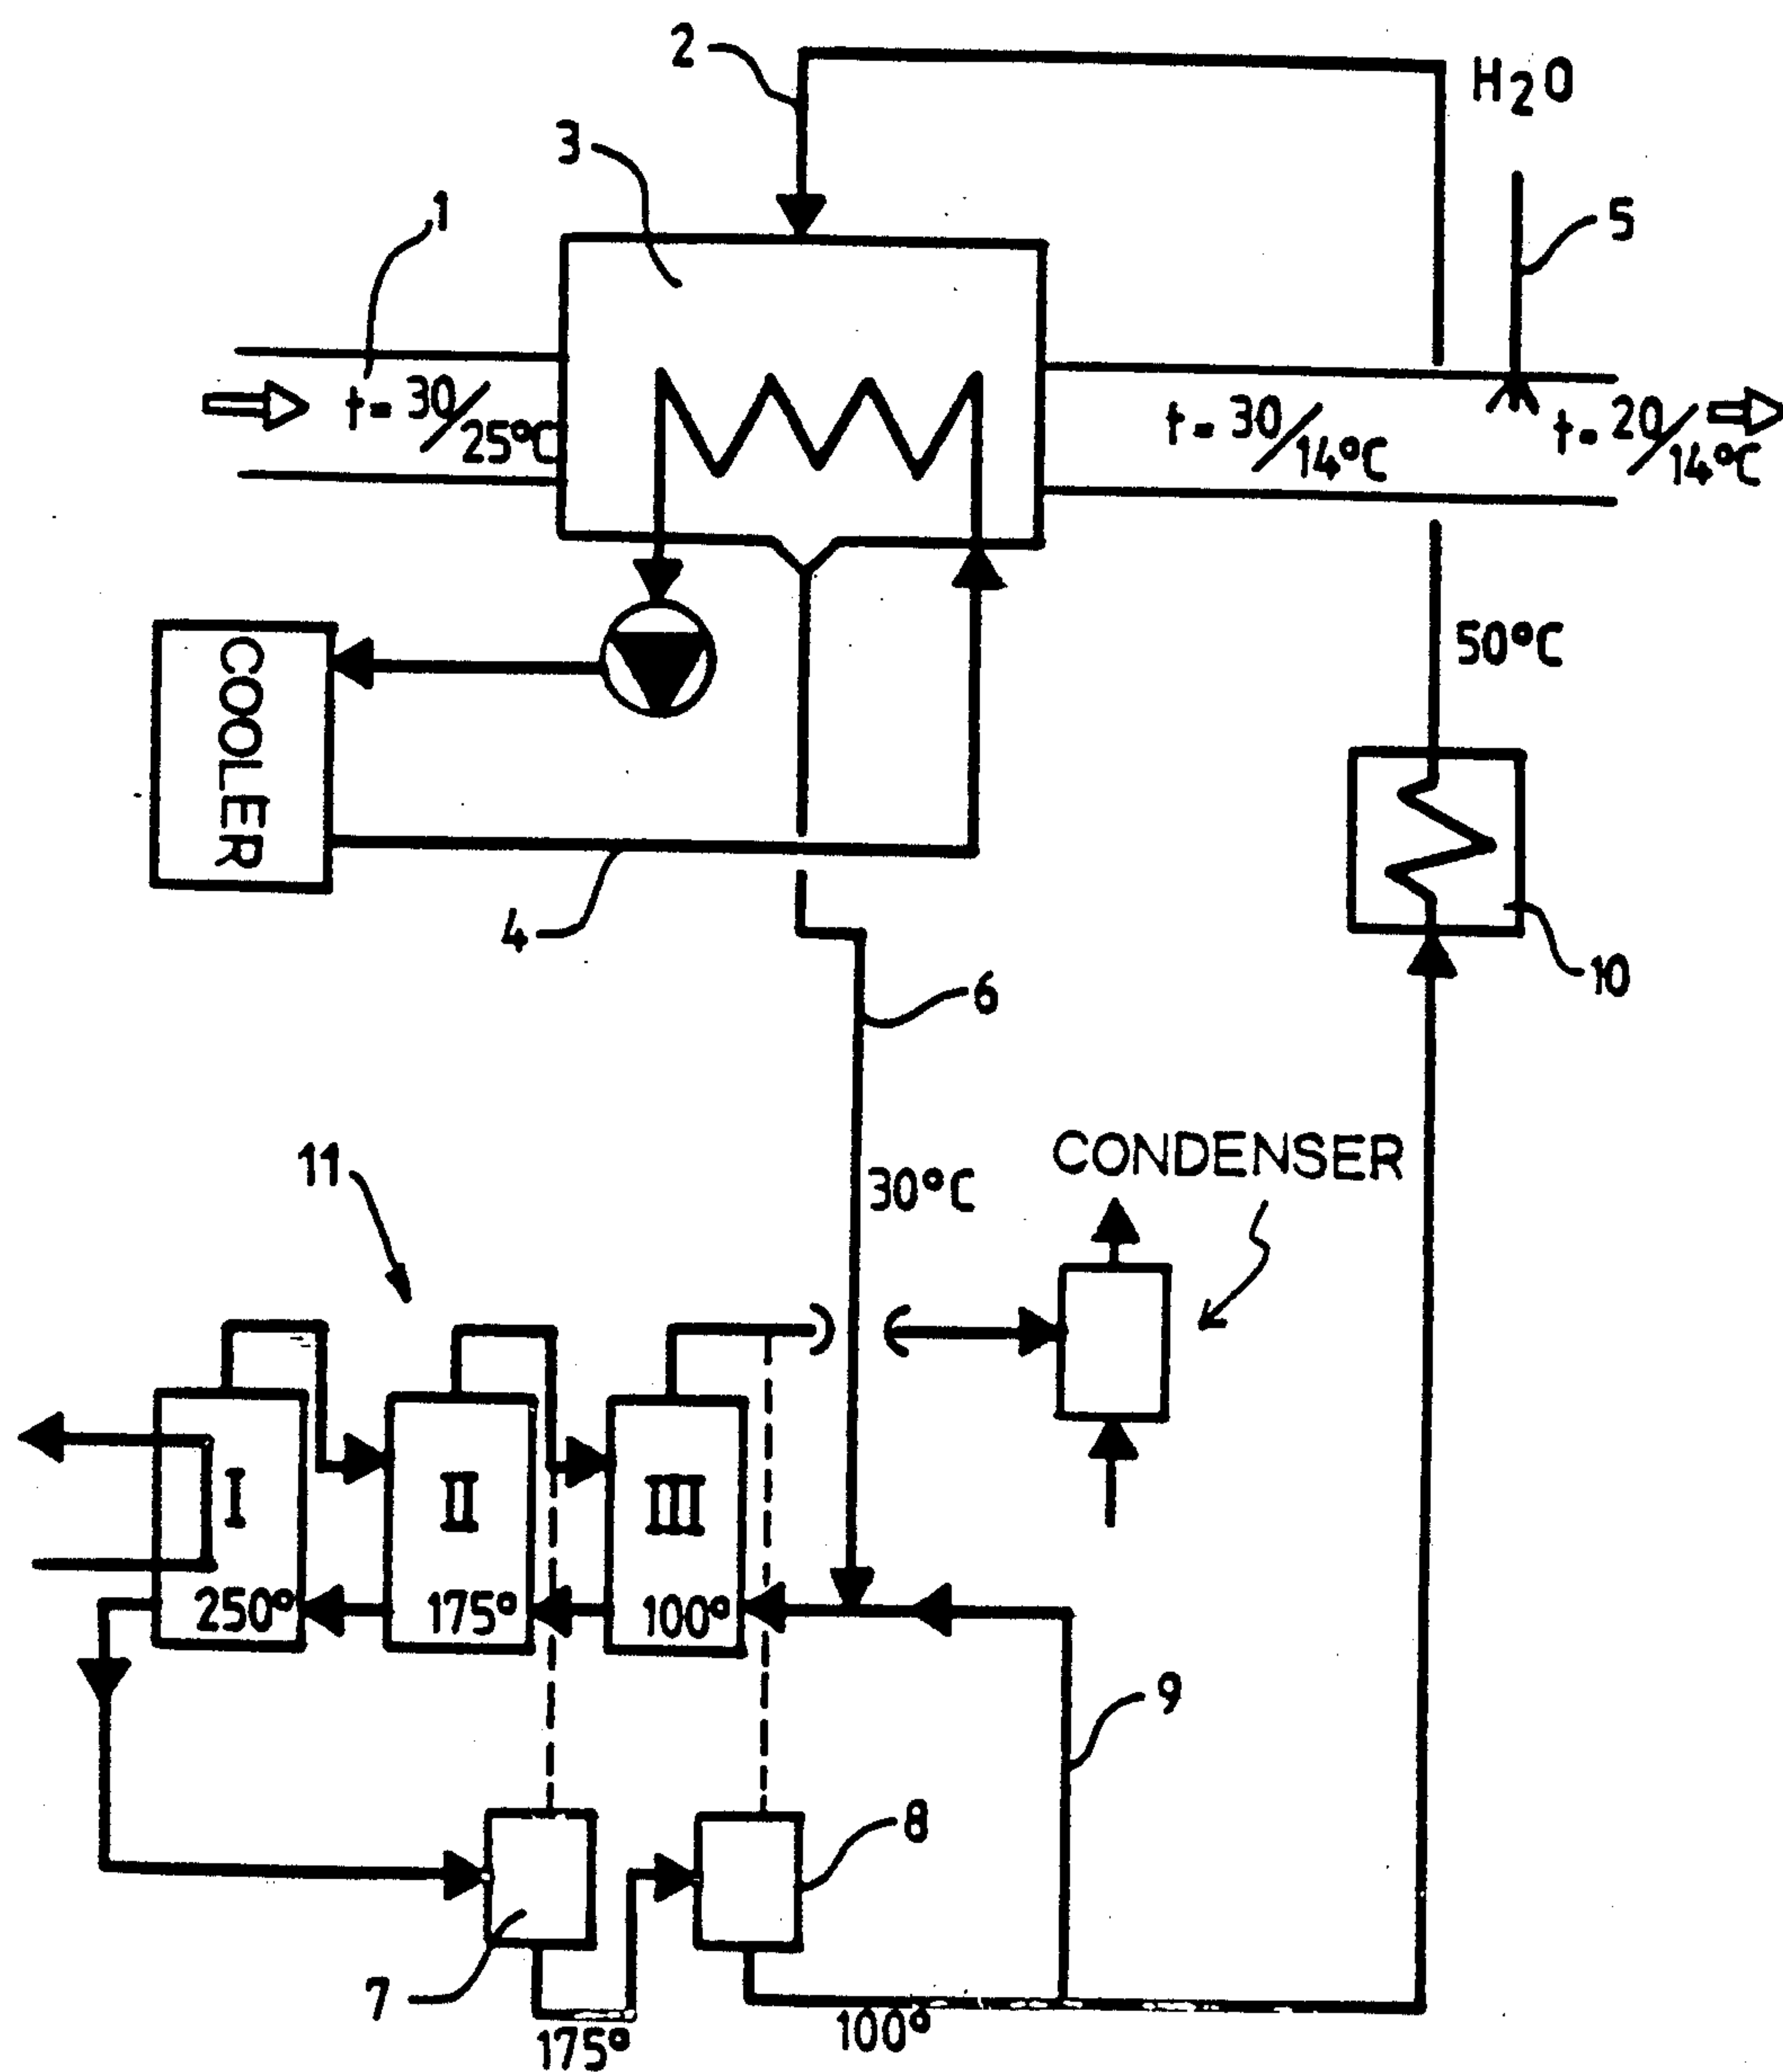 2
H2O
3
1
5
t= 30/25°C
t= 30/14°C
t= 20/14°C
50°C
COOLER
4
10
6
CONDENSER
11
30°C
I
II
III
250°
175°
100°
9
8
7
175°
100°